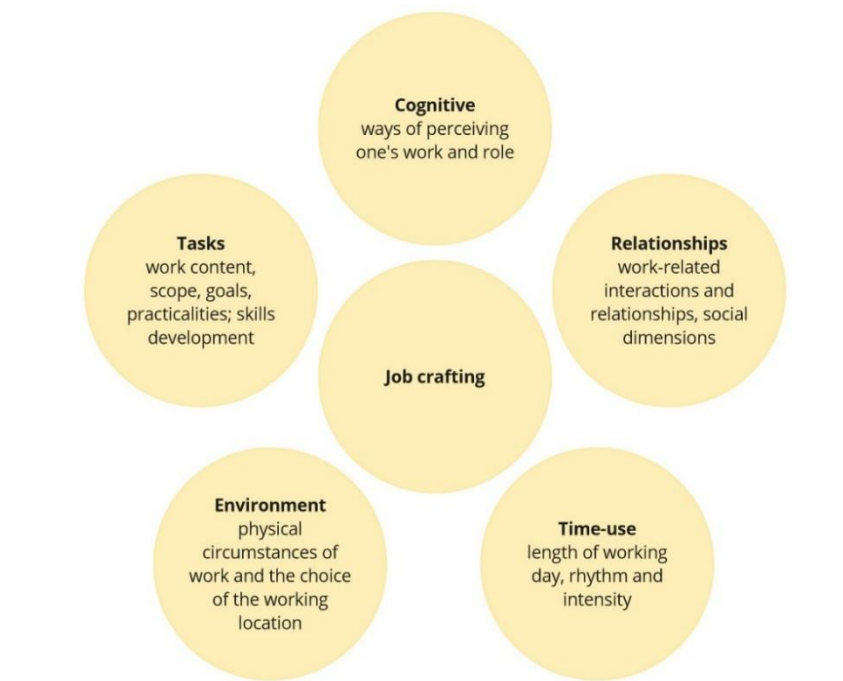 Cognitive
ways of perceiving
one's work and role
Tasks
work content,
scope, goals,
practicalities; skills
development
Relationships
work-related
interactions and
relationships, social
dimensions
Job crafting
Environment
physical
circumstances of
work and the choice
of the working
location
Time-use
length of working
day, rhythm and
intensity